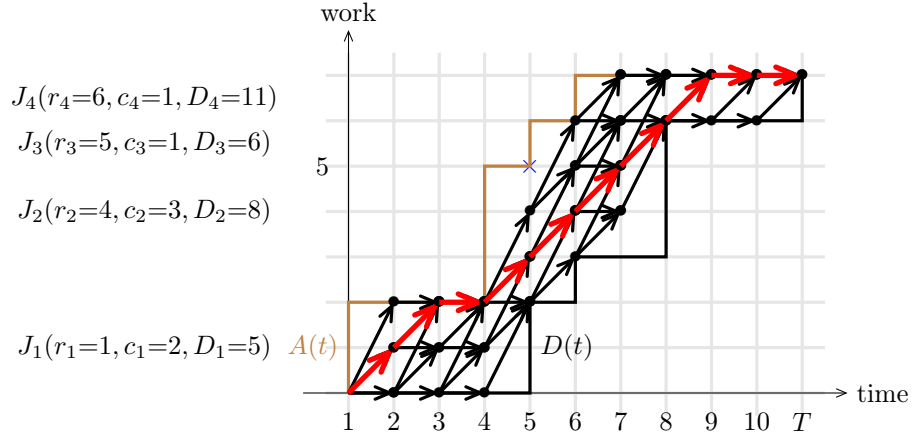 work
J₄(r₄=6, c₄=1, D₄=11)
J₃(r₃=5, c₃=1, D₃=6)
5
J₂(r₂=4, c₂=3, D₂=8)
J₁(r₁=1, c₁=2, D₁=5) A(t) D(t)
time
1 2 3 4 5 6 7 8 9 10 T